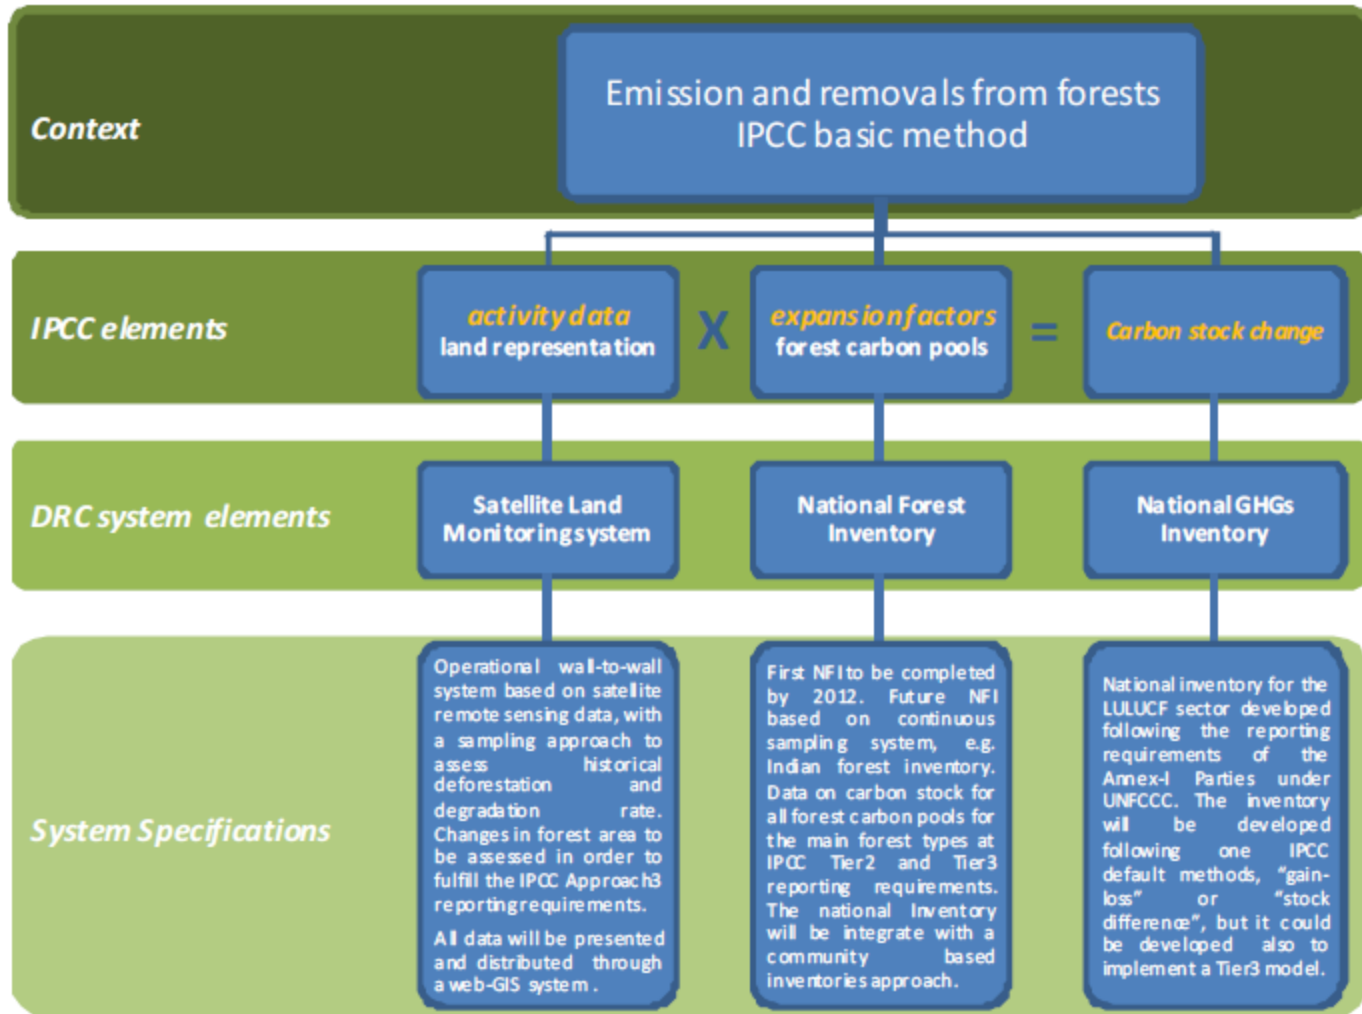 Context
Emission and removals from forests
IPCC basic method
IPCC elements
activity data
land representation
X
expansion factors
forest carbon pools
=
Carbon stock change
DRC system elements
Satellite Land
Monitoring system
National Forest
Inventory
National GHGs
Inventory
System Specifications
Operational wall-to-wall
system based on satellite
remote sensing data, with
a sampling approach to
assess historical
deforestation and
degradation rate.
Changes in forest area to
be assessed in order to
fulfill the IPCC Approach3
reporting requirements.
All data will be presented
and distributed through
a web-GIS system .
First NFI to be completed
by 2012. Future NFI
based on continuous
sampling system, e.g.
Indian forest inventory.
Data on carbon stock for
all forest carbon pools for
the main forest types at
IPCC Tier2 and Tier3
reporting requirements.
The national Inventory
will be integrate with a
community based
inventories approach.
National inventory for the
LULUCF sector developed
following the reporting
requirements of the
Annex-I Parties under
UNFCCC. The inventory
will be developed
following one IPCC
default methods, “gain-
loss” or “stock
difference”, but it could
be developed also to
implement a Tier3 model.